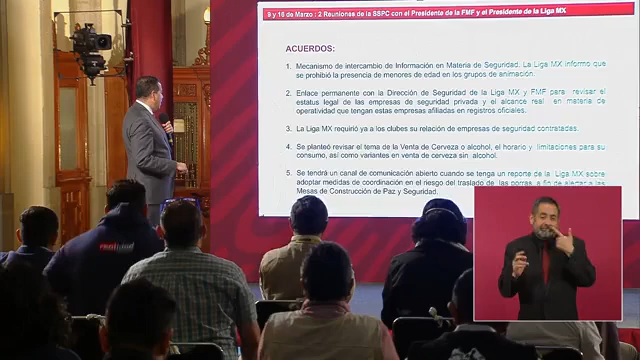 9 y 16 de Marzo : 2 Reuniones de la SSPC con el Presidente de la FMF y el Presidente de la Liga MX
ACUERDOS:
1. Mecanismo de intercambio de Información en Materia de Seguridad. La Liga MX informo que
se prohibió la presencia de menores de edad en los grupos de animación.
2. Enlace permanente con la Dirección de Seguridad de la Liga MX y FMF para revisar el
estatus legal de las empresas de seguridad privada y el alcance real en materia de
operatividad que tengan estas empresas afiliadas en registros oficiales.
3. La Liga MX requirió ya a los clubes su relación de empresas de seguridad contratadas.
4. Se planteó revisar el tema de la Venta de Cerveza o alcohol, el horario y limitaciones para su
consumo, así como variantes en venta de cerveza sin alcohol.
5. Se tendrá un canal de comunicación abierto cuando se tenga un reporte de la Liga MX sobre
adoptar medidas de coordinación en el riesgo del traslado de las porras, a fin de alertar a las
Mesas de Construcción de Paz y Seguridad.